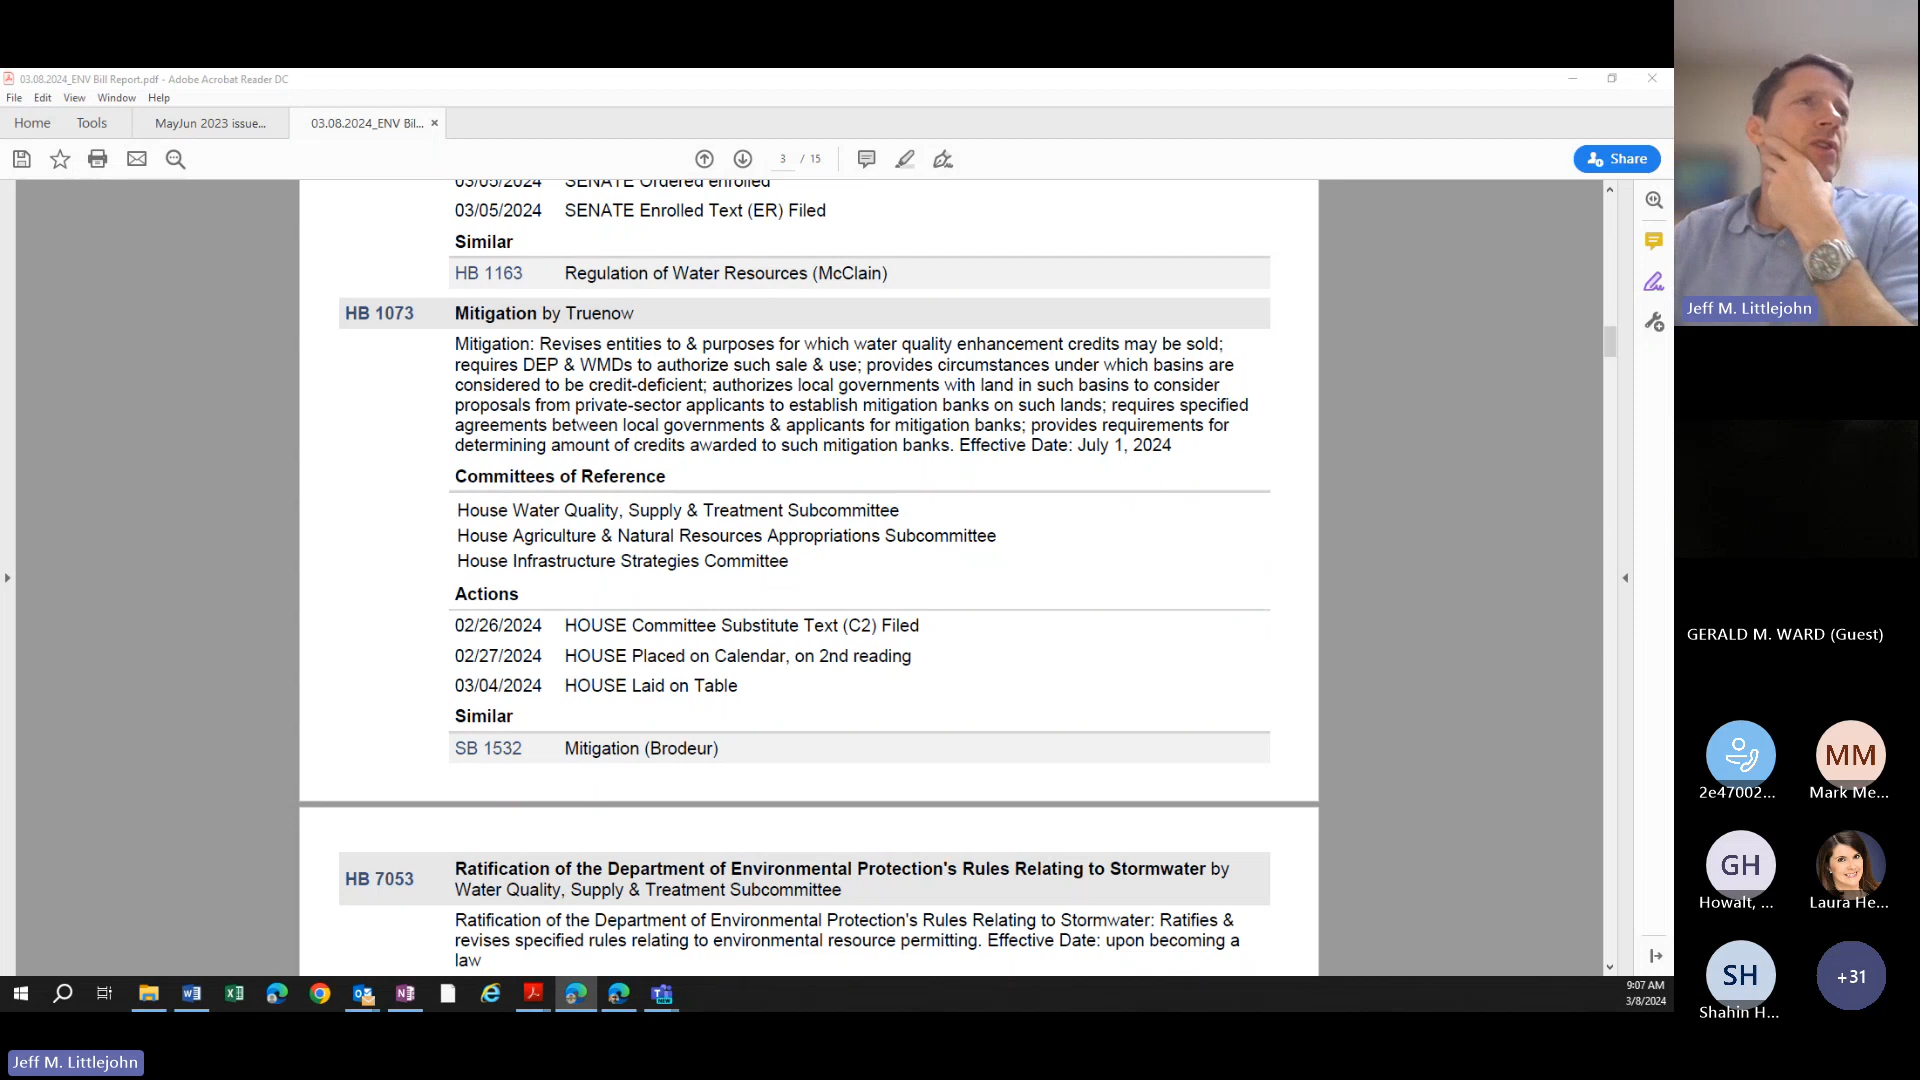 03.08.2024_ENV Bill Report.pdf - Adobe Acrobat Reader DC
File Edit View Window Help
Home Tools MayJun 2023 issue... 03.08.2024_ENV Bil...
3 / 15
Share
03/05/2024 SENATE Ordered enrolled
03/05/2024 SENATE Enrolled Text (ER) Filed
Similar
HB 1163 Regulation of Water Resources (McClain)
HB 1073 Mitigation by Truenow
Mitigation: Revises entities to & purposes for which water quality enhancement credits may be sold;
requires DEP & WMDs to authorize such sale & use; provides circumstances under which basins are
considered to be credit-deficient; authorizes local governments with land in such basins to consider
proposals from private-sector applicants to establish mitigation banks on such lands; requires specified
agreements between local governments & applicants for mitigation banks; provides requirements for
determining amount of credits awarded to such mitigation banks. Effective Date: July 1, 2024
Committees of Reference
House Water Quality, Supply & Treatment Subcommittee
House Agriculture & Natural Resources Appropriations Subcommittee
House Infrastructure Strategies Committee
Actions
02/26/2024 HOUSE Committee Substitute Text (C2) Filed
02/27/2024 HOUSE Placed on Calendar, on 2nd reading
03/04/2024 HOUSE Laid on Table
Similar
SB 1532 Mitigation (Brodeur)
HB 7053 Ratification of the Department of Environmental Protection's Rules Relating to Stormwater by
Water Quality, Supply & Treatment Subcommittee
Ratification of the Department of Environmental Protection's Rules Relating to Stormwater: Ratifies &
revises specified rules relating to environmental resource permitting. Effective Date: upon becoming a
law
9:07 AM
3/8/2024
Jeff M. Littlejohn
Jeff M. Littlejohn
GERALD M. WARD (Guest)
MM
2e47002... Mark Me...
GH
Howalt, ... Laura He...
SH +31
Shahin H...